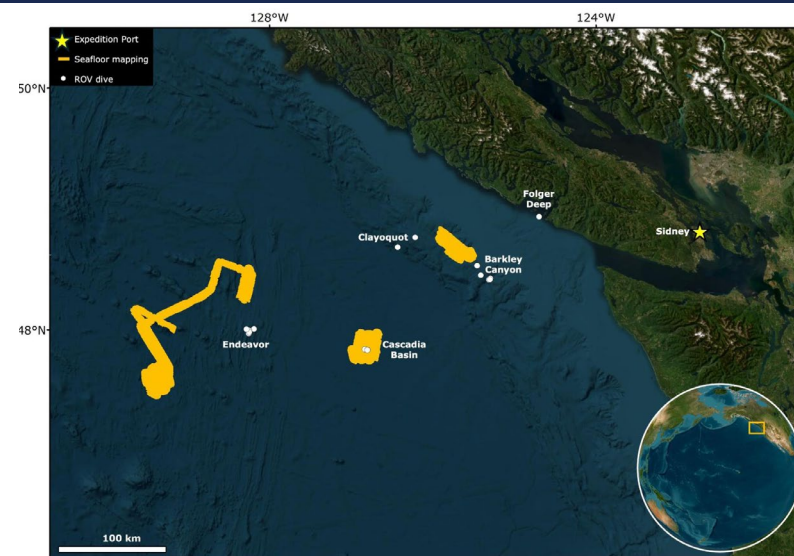 128°W
124°W
Expedition Port
Seafloor mapping
ROV dive
50°N
Folger
Deep
Sidney
Clayoquot
Barkley
Canyon
48°N
Endeavor
Cascadia
Basin
100 km